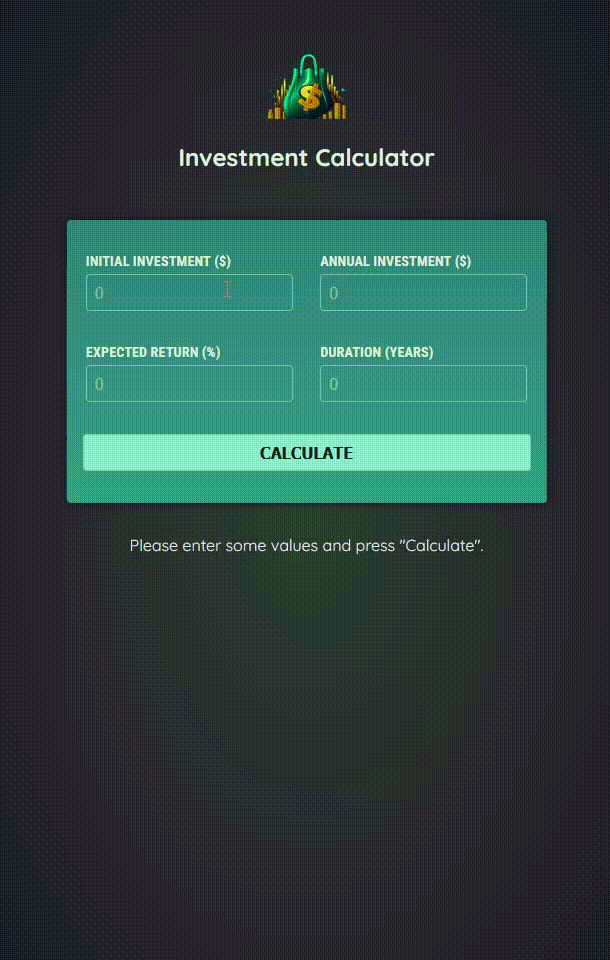 $
Investment Calculator
INITIAL INVESTMENT ($) ANNUAL INVESTMENT ($)
0 0
EXPECTED RETURN (%) DURATION (YEARS)
0 0
CALCULATE
Please enter some values and press "Calculate".